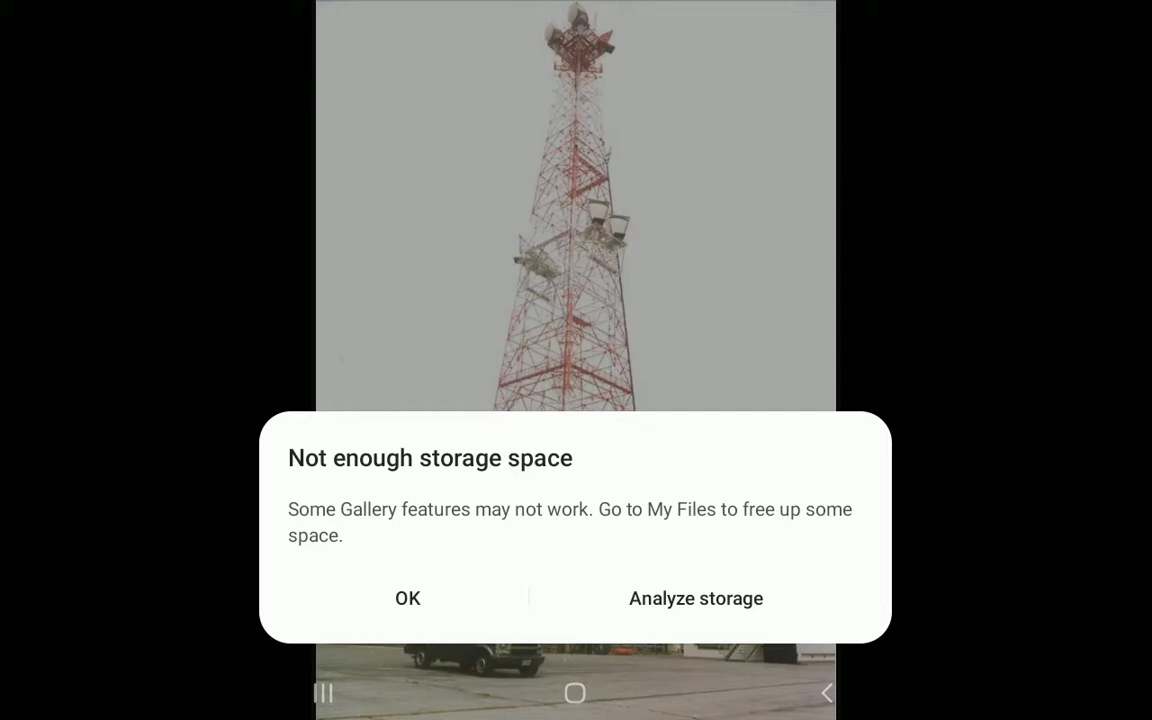 Not enough storage space
Some Gallery features may not work. Go to My Files to free up some
space.
OK
Analyze storage